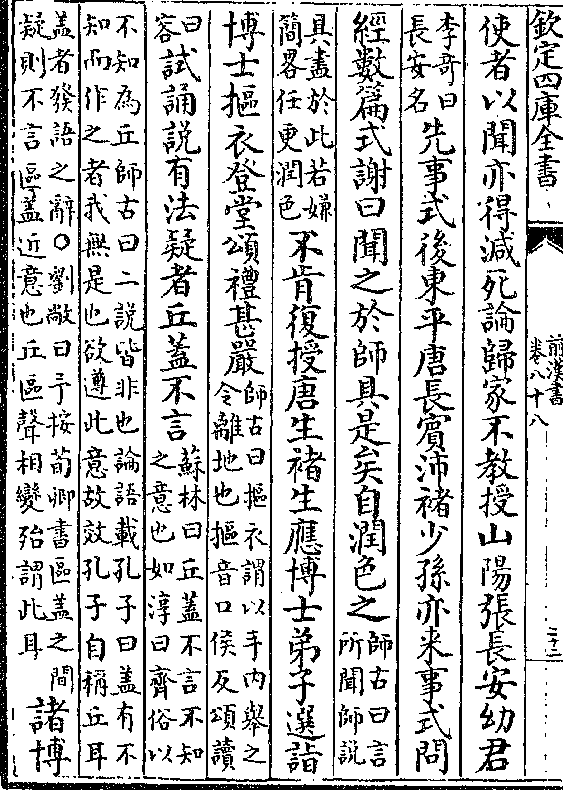 欽定四庫全書
前漢書
卷八十八
使者以聞亦得減死論歸家不教授山陽張長安幼君
李奇曰
長安名
先事式後東平唐長賓沛褚少孫亦来事式問
經數篇式謝曰聞之於師具是矣自潤色之
師古曰言
所聞師說
具盡於此若嫌
簡畧任更潤色
不肯復授唐生褚生應博士弟子選詣
博士摳衣登堂頌禮甚嚴
師古曰摳衣謂以手内舉之
令離地也摳音口侯反頌讀
曰
容
試誦說有法疑者丘蓋不言
蘇林曰丘蓋不言不知
之意也如淳曰齊俗以
不知為丘師古曰二說皆非也論語載孔子曰蓋有不
知而作之者我無是也欲遵此意故效孔子自稱丘耳
盖者發語之辭〇劉敞曰予按荀卿書區盖之間
疑則不言區蓋近意也丘區聲相變殆謂此耳
諸博